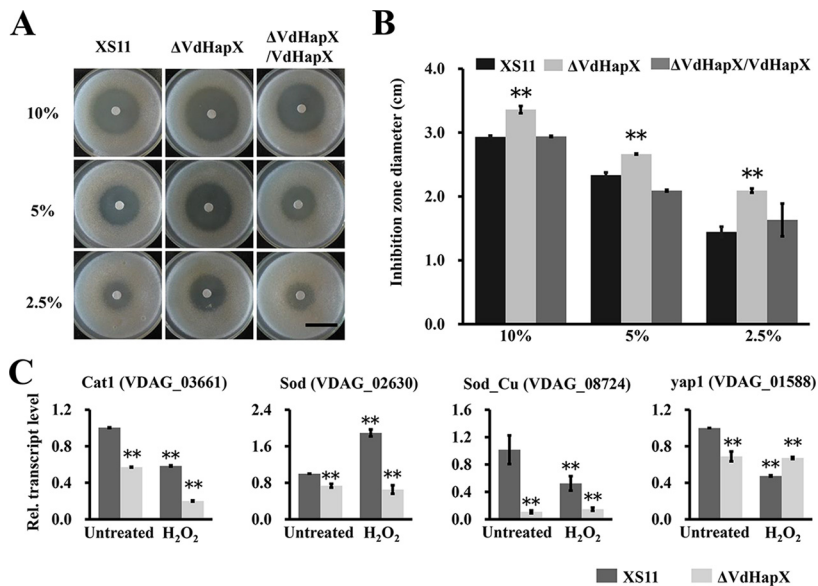 A
XS11 ΔVdHapX ΔVdHapX
/VdHapX
10%
5%
2.5%
B
XS11 ΔVdHapX ΔVdHapX/VdHapX
Inhibition zone diameter (cm)
4.0
3.0
2.0
1.0
0.0
** ** **
10% 5% 2.5%
C
Cat1 (VDAG_03661)
Rel. transcript level
1.2
0.8
0.4
0.0
** ** **
Untreated H₂O₂
Sod (VDAG_02630)
2.4
1.6
0.8
0.0
** ** **
Untreated H₂O₂
Sod_Cu (VDAG_08724)
1.6
1.2
0.8
0.4
0.0
** ** **
Untreated H₂O₂
yap1 (VDAG_01588)
1.2
0.8
0.4
0.0
** ** **
Untreated H₂O₂
XS11 ΔVdHapX